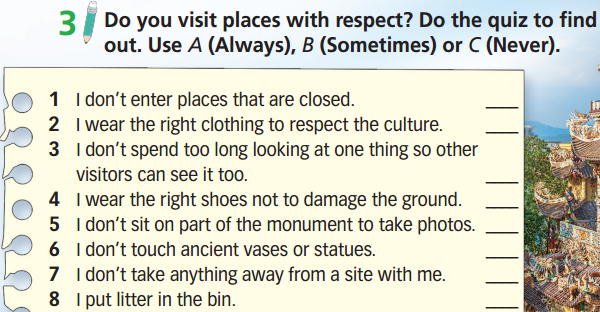 3 Do you visit places with respect? Do the quiz to find
out. Use A (Always), B (Sometimes) or C (Never).
1 I don't enter places that are closed. ____
2 I wear the right clothing to respect the culture. ____
3 I don't spend too long looking at one thing so other
visitors can see it too. ____
4 I wear the right shoes not to damage the ground. ____
5 I don't sit on part of the monument to take photos. ____
6 I don't touch ancient vases or statues. ____
7 I don't take anything away from a site with me. ____
8 I put litter in the bin. ____